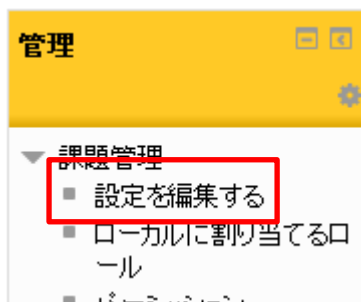 管理
課題管理
設定を編集する
ローカルに割り当てるロ
ール